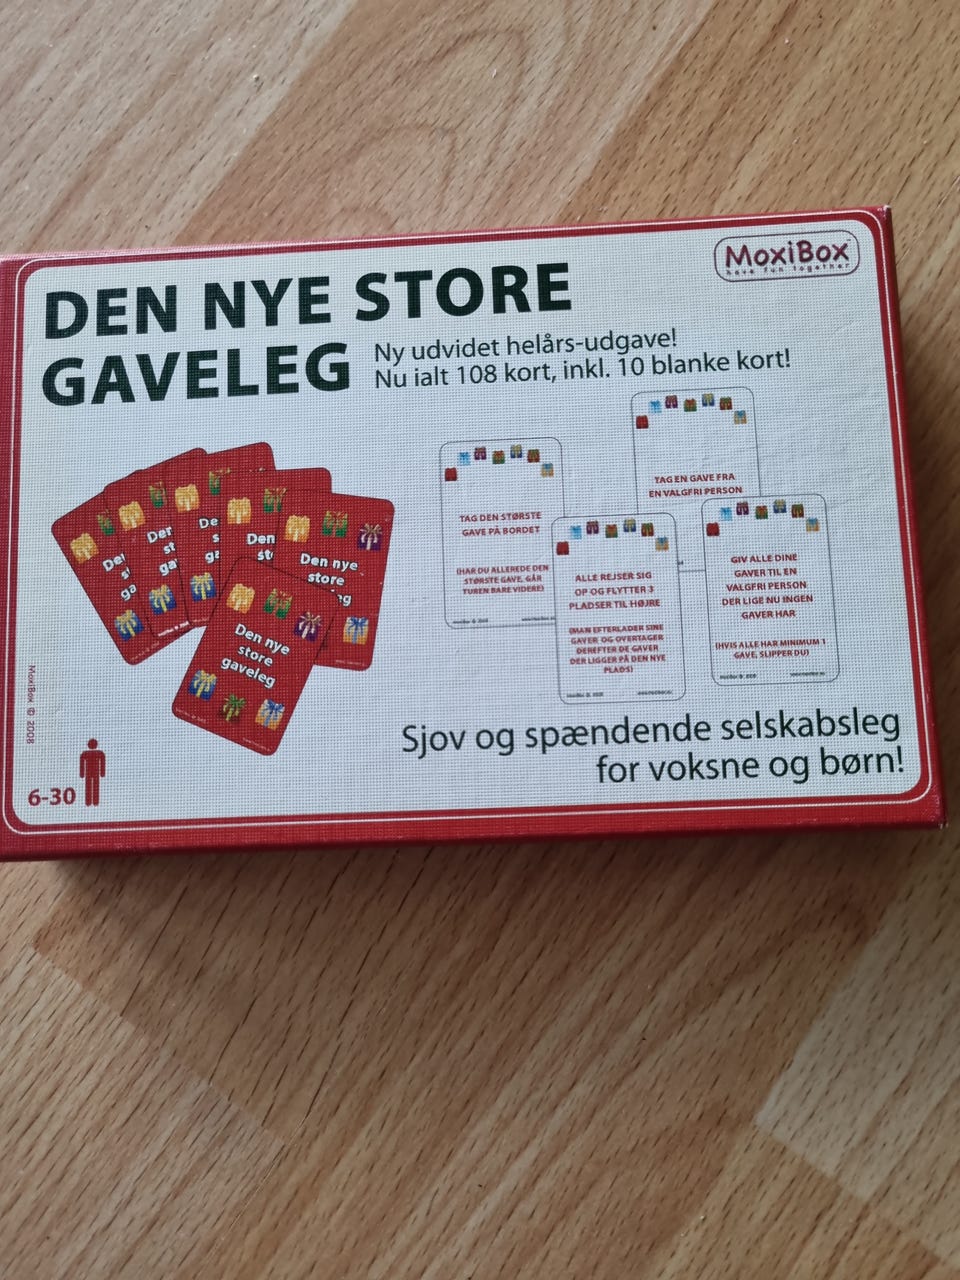 MoxiBox
have fun together
DEN NYE STORE
GAVELEG
Ny udvidet helårs-udgave!
Nu ialt 108 kort, inkl. 10 blanke kort!
Den nye
store
gaveleg
TAG DEN STØRSTE
GAVE PÅ BORDET
(HAR DU ALLEREDE DEN
STØRSTE GAVE, GÅR
TUREN BARE VIDERE)
TAG EN GAVE FRA
EN VALGFRI PERSON
ALLE REJSER SIG
OP OG FLYTTER 3
PLADSER TIL HØJRE
(MAN EFTERLADER SINE
GAVER OG OVERTAGER
DEREFTER DE GAVER
DER LIGGER PÅ DEN NYE
PLADS)
GIV ALLE DINE
GAVER TIL EN
VALGFRI PERSON
DER LIGE NU INGEN
GAVER HAR
(HVIS ALLE HAR MINIMUM 1
GAVE, SLIPPER DU)
Sjov og spændende selskabsleg
for voksne og børn!
6-30
MoxiBox © 2008